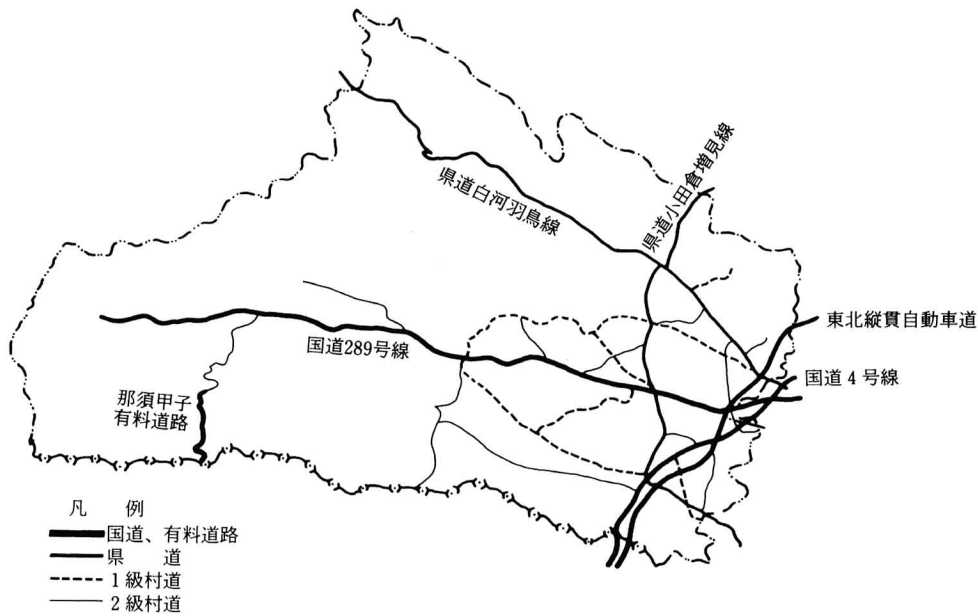 県道小田倉増見線
県道白河羽鳥線
東北縦貫自動車道
国道289号線
国道4号線
那須甲子
有料道路
凡 例
国道、有料道路
県 道
1級村道
2級村道